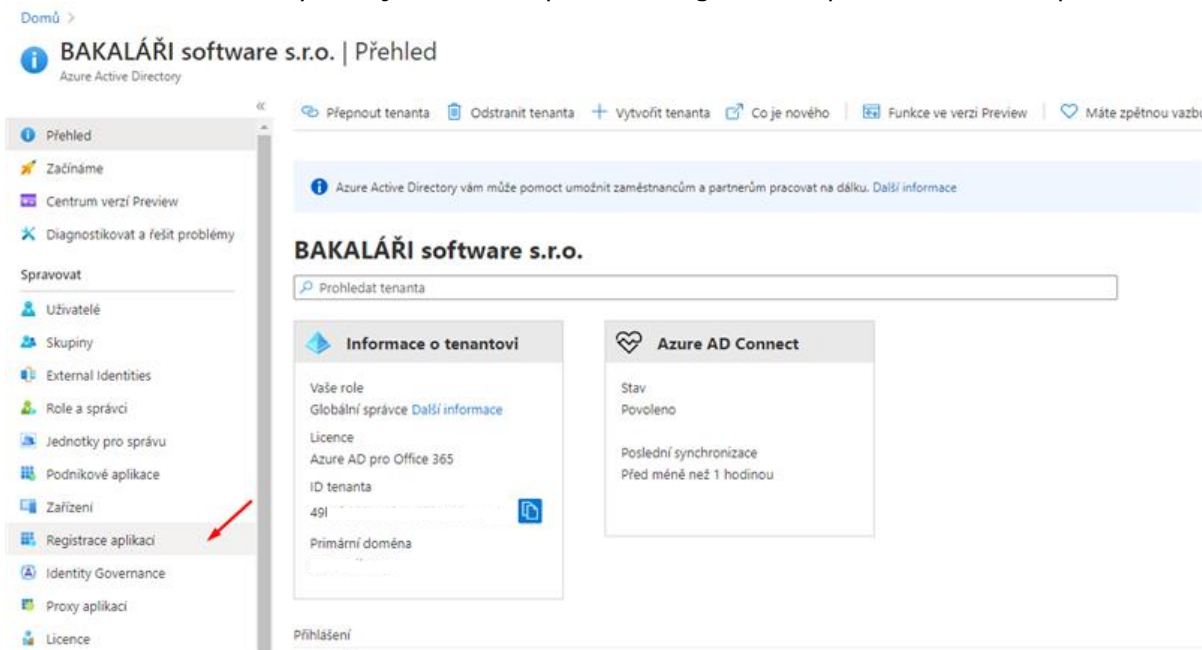 Domů >
BAKALÁŘI software s.r.o. | Přehled
Azure Active Directory
«
Přehled
Začínáme
Centrum verzí Preview
Diagnostikovat a řešit problémy
Spravovat
Uživatelé
Skupiny
External Identities
Role a správci
Jednotky pro správu
Podnikové aplikace
Zařízení
Registrace aplikací
Identity Governance
Proxy aplikací
Licence
Přepnout tenanta Odstranit tenanta + Vytvořit tenanta Co je nového Funkce ve verzi Preview Máte zpětnou vazbu
Azure Active Directory vám může pomoct umožnit zaměstnancům a partnerům pracovat na dálku. Další informace
BAKALÁŘI software s.r.o.
Prohledat tenanta
Informace o tenantovi
Vaše role
Globální správce Další informace
Licence
Azure AD pro Office 365
ID tenanta
49l
Primární doména
Azure AD Connect
Stav
Povoleno
Poslední synchronizace
Před méně než 1 hodinou
Přihlášení